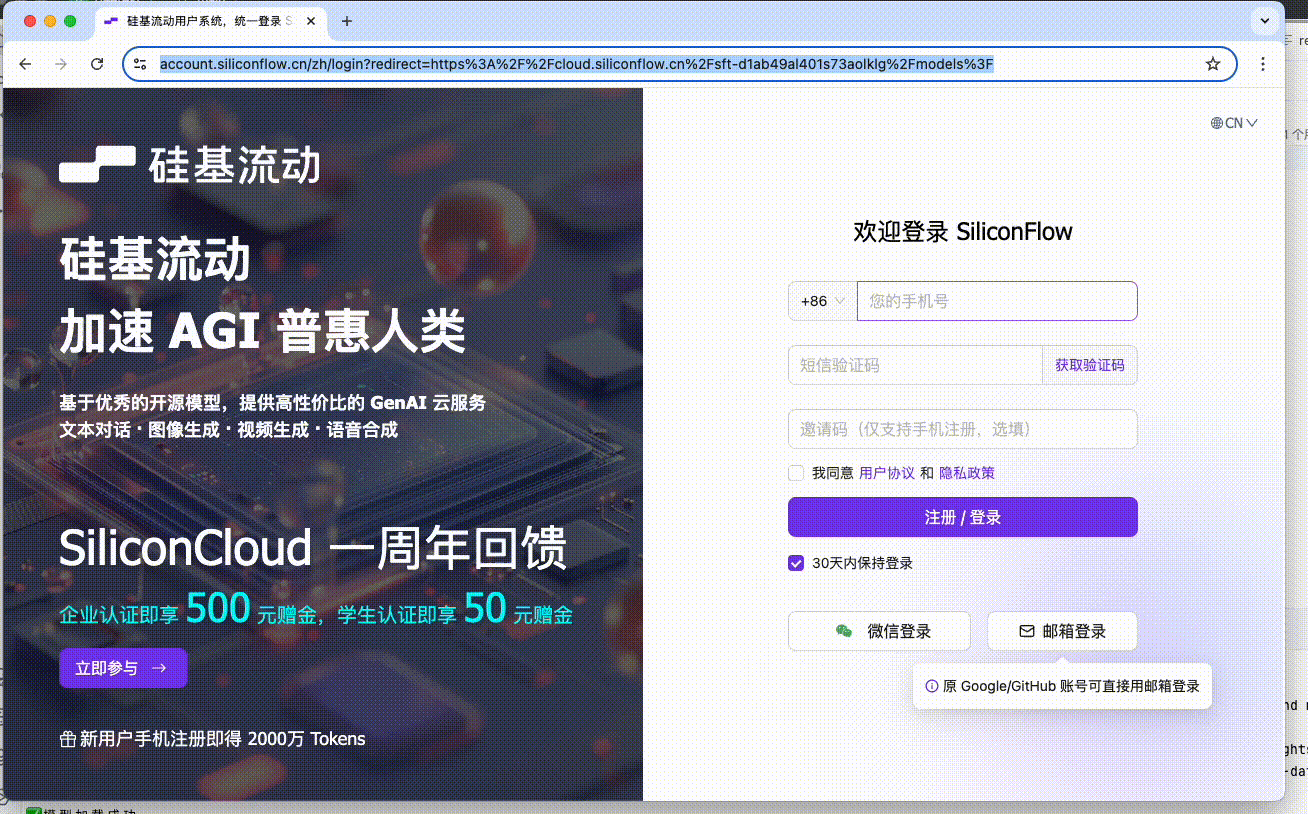 硅基流动用户系统，统一登录 S
account.siliconflow.cn/zh/login?redirect=https%3A%2F%2Fcloud.siliconflow.cn%2Fsft-d1ab49al401s73aolklg%2Fmodels%3F
CN
硅基流动
硅基流动
加速 AGI 普惠人类
基于优秀的开源模型，提供高性价比的 GenAI 云服务
文本对话・图像生成・视频生成・语音合成
SiliconCloud 一周年回馈
企业认证即享 500 元赠金，学生认证即享 50 元赠金
立即参与 →
新用户手机注册即得 2000万 Tokens
欢迎登录 SiliconFlow
+86 您的手机号
短信验证码 获取验证码
邀请码（仅支持手机注册，选填）
我同意 用户协议 和 隐私政策
注册 / 登录
30天内保持登录
微信登录 邮箱登录
原 Google/GitHub 账号可直接用邮箱登录
模型加载成功